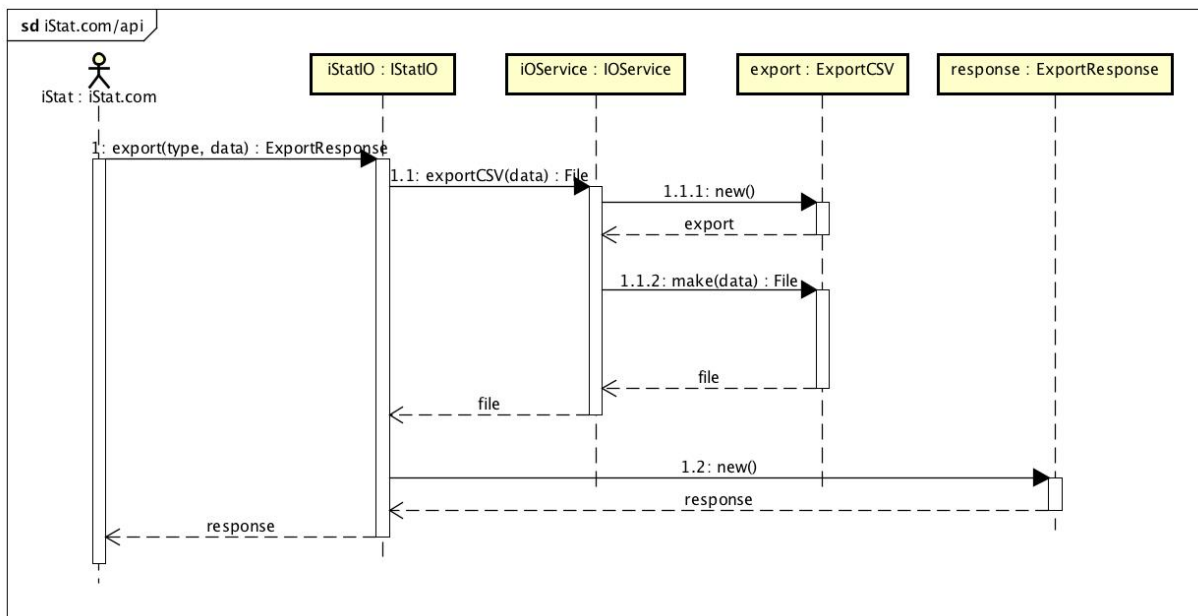 sd iStat.com/api
iStat : iStat.com
iStatIO : IStatIO
iOService : IOService
export : ExportCSV
response : ExportResponse
1: export(type, data) : ExportResponse
1.1: exportCSV(data) : File
1.1.1: new()
export
1.1.2: make(data) : File
file
file
1.2: new()
response
response